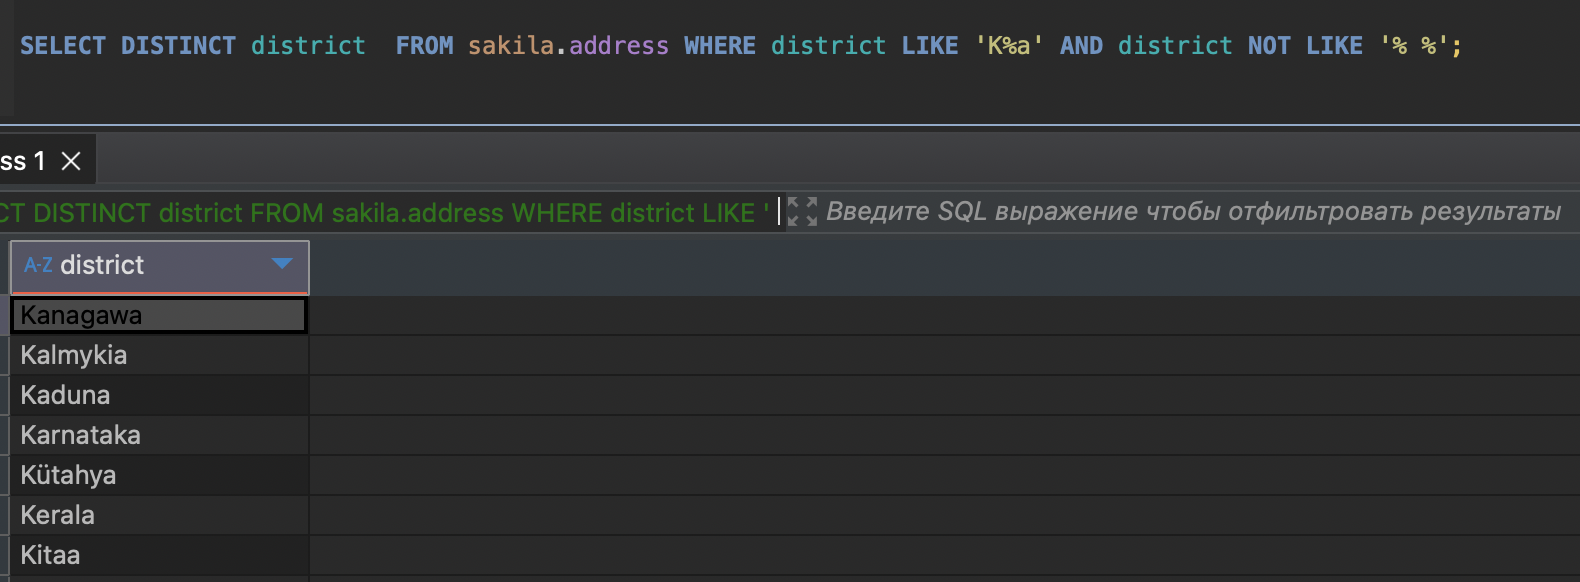 SELECT DISTINCT district FROM sakila.address WHERE district LIKE 'K%a' AND district NOT LIKE '% %';
ss 1
CT DISTINCT district FROM sakila.address WHERE district LIKE ' Введите SQL выражение чтобы отфильтровать результаты
A-Z district
Kanagawa
Kalmykia
Kaduna
Karnataka
Kütahya
Kerala
Kitaa